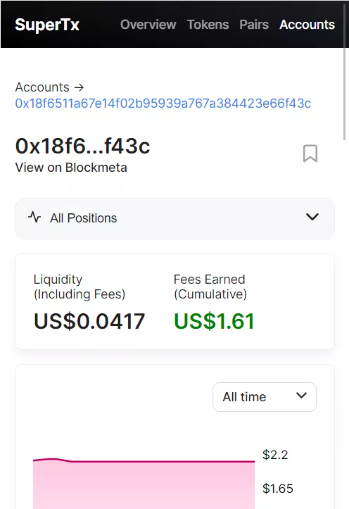 SuperTx Overview Tokens Pairs Accounts
Accounts →
0x18f6511a67e14f02b95939a767a384423e66f43c
0x18f6...f43c
View on Blockmeta
All Positions
Liquidity (Including Fees)
US$0.0417
Fees Earned (Cumulative)
US$1.61
All time
$2.2
$1.65